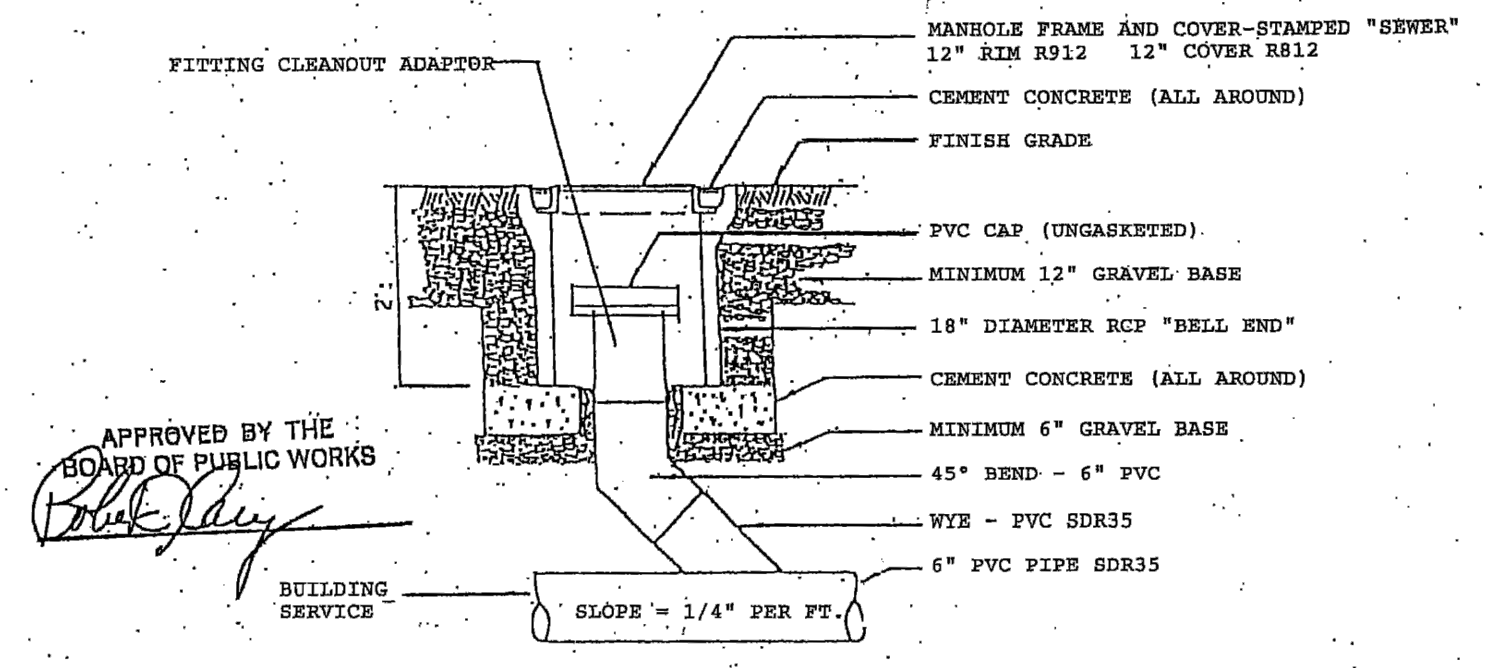 MANHOLE FRAME AND COVER-STAMPED "SEWER"
12" RIM R912 12" COVER R812
FITTING CLEANOUT ADAPTOR
CEMENT CONCRETE (ALL AROUND)
FINISH GRADE
PVC CAP (UNGASKETED)
MINIMUM 12" GRAVEL BASE
2'
18" DIAMETER RCP "BELL END"
CEMENT CONCRETE (ALL AROUND)
APPROVED BY THE
BOARD OF PUBLIC WORKS
MINIMUM 6" GRAVEL BASE
45° BEND - 6" PVC
WYE - PVC SDR35
6" PVC PIPE SDR35
BUILDING
SERVICE
SLOPE = 1/4" PER FT.